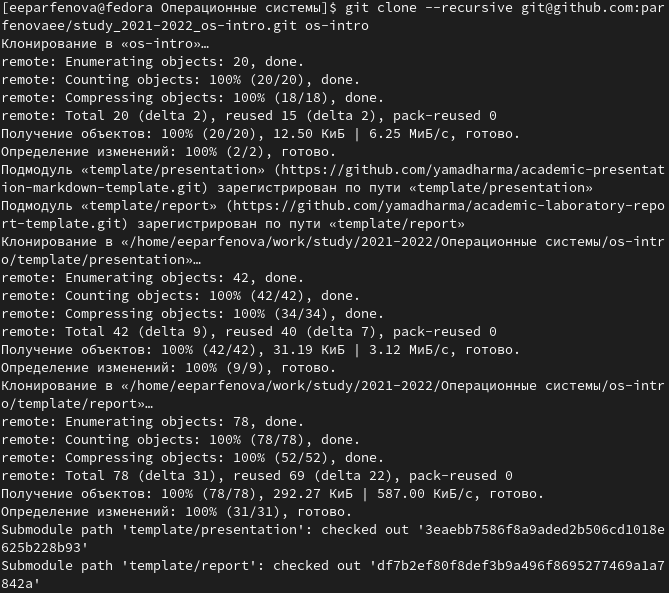 [eeparfenova@fedora Операционные системы]$ git clone --recursive git@github.com:par
fenovaee/study_2021-2022_os-intro.git os-intro
Клонирование в «os-intro»…
remote: Enumerating objects: 20, done.
remote: Counting objects: 100% (20/20), done.
remote: Compressing objects: 100% (18/18), done.
remote: Total 20 (delta 2), reused 15 (delta 2), pack-reused 0
Получение объектов: 100% (20/20), 12.50 КиБ | 6.25 МиБ/с, готово.
Определение изменений: 100% (2/2), готово.
Подмодуль «template/presentation» (https://github.com/yamadharma/academic-presentat
ion-markdown-template.git) зарегистрирован по пути «template/presentation»
Подмодуль «template/report» (https://github.com/yamadharma/academic-laboratory-repo
rt-template.git) зарегистрирован по пути «template/report»
Клонирование в «/home/eeparfenova/work/study/2021-2022/Операционные системы/os-intr
o/template/presentation»…
remote: Enumerating objects: 42, done.
remote: Counting objects: 100% (42/42), done.
remote: Compressing objects: 100% (34/34), done.
remote: Total 42 (delta 9), reused 40 (delta 7), pack-reused 0
Получение объектов: 100% (42/42), 31.19 КиБ | 3.12 МиБ/с, готово.
Определение изменений: 100% (9/9), готово.
Клонирование в «/home/eeparfenova/work/study/2021-2022/Операционные системы/os-intr
o/template/report»…
remote: Enumerating objects: 78, done.
remote: Counting objects: 100% (78/78), done.
remote: Compressing objects: 100% (52/52), done.
remote: Total 78 (delta 31), reused 69 (delta 22), pack-reused 0
Получение объектов: 100% (78/78), 292.27 КиБ | 587.00 КиБ/с, готово.
Определение изменений: 100% (31/31), готово.
Submodule path 'template/presentation': checked out '3eaebb7586f8a9aded2b506cd1018e
625b228b93'
Submodule path 'template/report': checked out 'df7b2ef80f8def3b9a496f8695277469a1a7
842a'